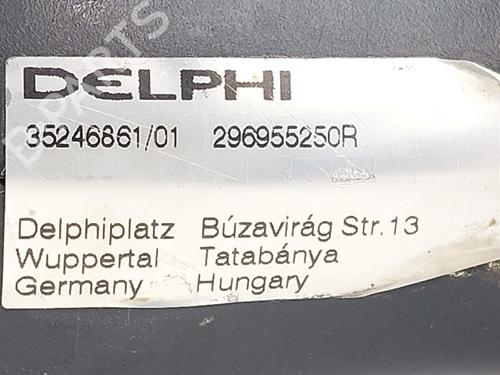 DELPHI
35246861/01 296955250R
Delphiplatz Búzavirág Str.13
Wuppertal Tatabánya
Germany Hungary